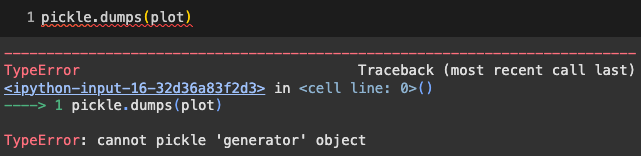 1 pickle.dumps(plot)
---------------------------------------------------------------------------
TypeError                                 Traceback (most recent call last)
<ipython-input-16-32d36a83f2d3> in <cell line: 0>()
----> 1 pickle.dumps(plot)
TypeError: cannot pickle 'generator' object